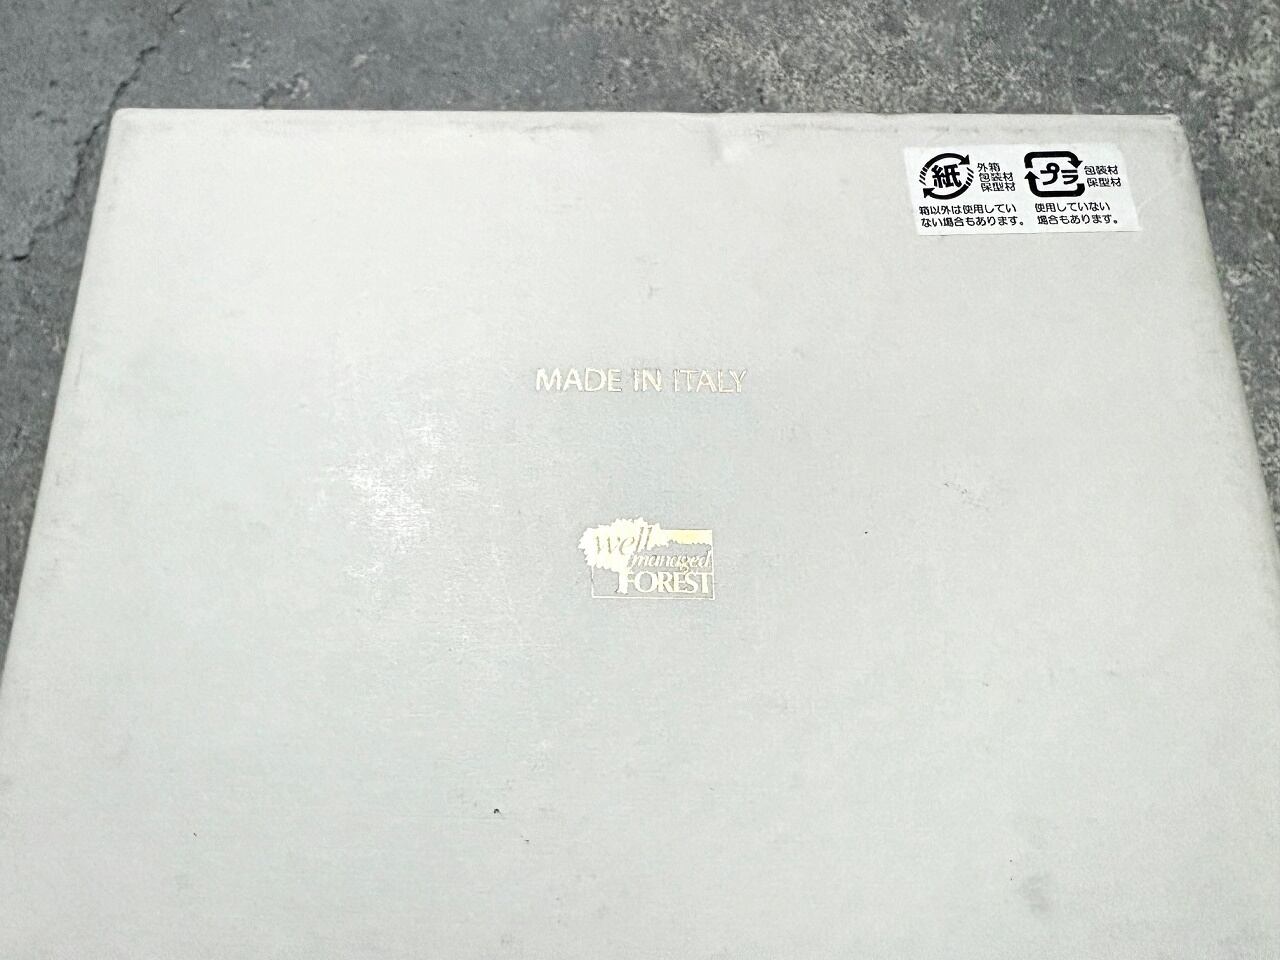 紙 外箱
包装材
保型材
箱以外は使用してい
ない場合もあります。
プラ 包装材
保型材
使用していない
場合もあります。
MADE IN ITALY
well
managed
FOREST